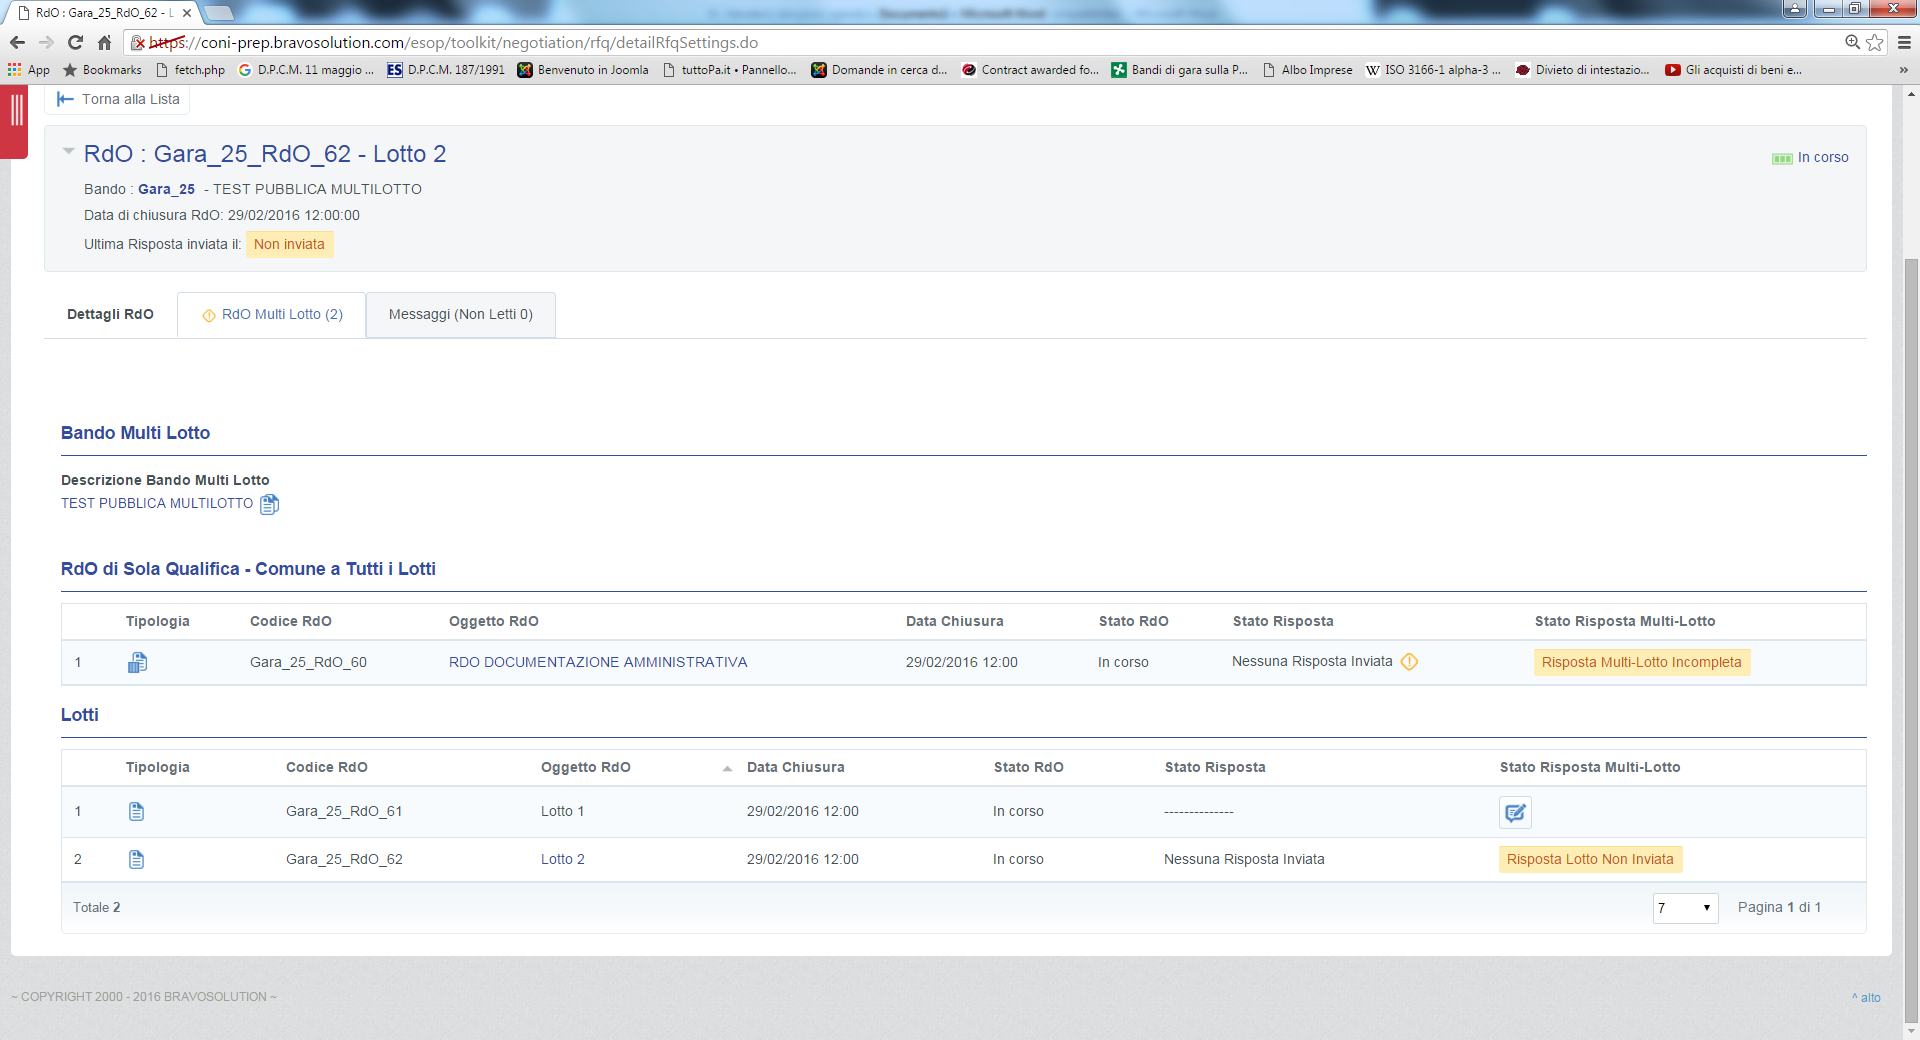 RdO : Gara_25_RdO_62 - L
https://coni-prep.bravosolution.com/esop/toolkit/negotiation/rfq/detailRfqSettings.do
App Bookmarks fetch.php D.P.C.M. 11 maggio ... D.P.C.M. 187/1991 Benvenuto in Joomla tuttoPa.it • Pannello... Domande in cerca d... Contract awarded fo... Bandi di gara sulla P... Albo Imprese ISO 3166-1 alpha-3 ... Divieto di intestazio... Gli acquisti di beni e... »
Torna alla Lista
RdO : Gara_25_RdO_62 - Lotto 2
In corso
Bando : Gara_25 - TEST PUBBLICA MULTILOTTO
Data di chiusura RdO: 29/02/2016 12:00:00
Ultima Risposta inviata il: Non inviata
Dettagli RdO RdO Multi Lotto (2) Messaggi (Non Letti 0)
Bando Multi Lotto
Descrizione Bando Multi Lotto
TEST PUBBLICA MULTILOTTO
RdO di Sola Qualifica - Comune a Tutti i Lotti
Tipologia Codice RdO Oggetto RdO Data Chiusura Stato RdO Stato Risposta Stato Risposta Multi-Lotto
1 Gara_25_RdO_60 RDO DOCUMENTAZIONE AMMINISTRATIVA 29/02/2016 12:00 In corso Nessuna Risposta Inviata Risposta Multi-Lotto Incompleta
Lotti
Tipologia Codice RdO Oggetto RdO Data Chiusura Stato RdO Stato Risposta Stato Risposta Multi-Lotto
1 Gara_25_RdO_61 Lotto 1 29/02/2016 12:00 In corso --------------
2 Gara_25_RdO_62 Lotto 2 29/02/2016 12:00 In corso Nessuna Risposta Inviata Risposta Lotto Non Inviata
Totale 2 7 Pagina 1 di 1
~ COPYRIGHT 2000 - 2016 BRAVOSOLUTION ~
^ alto